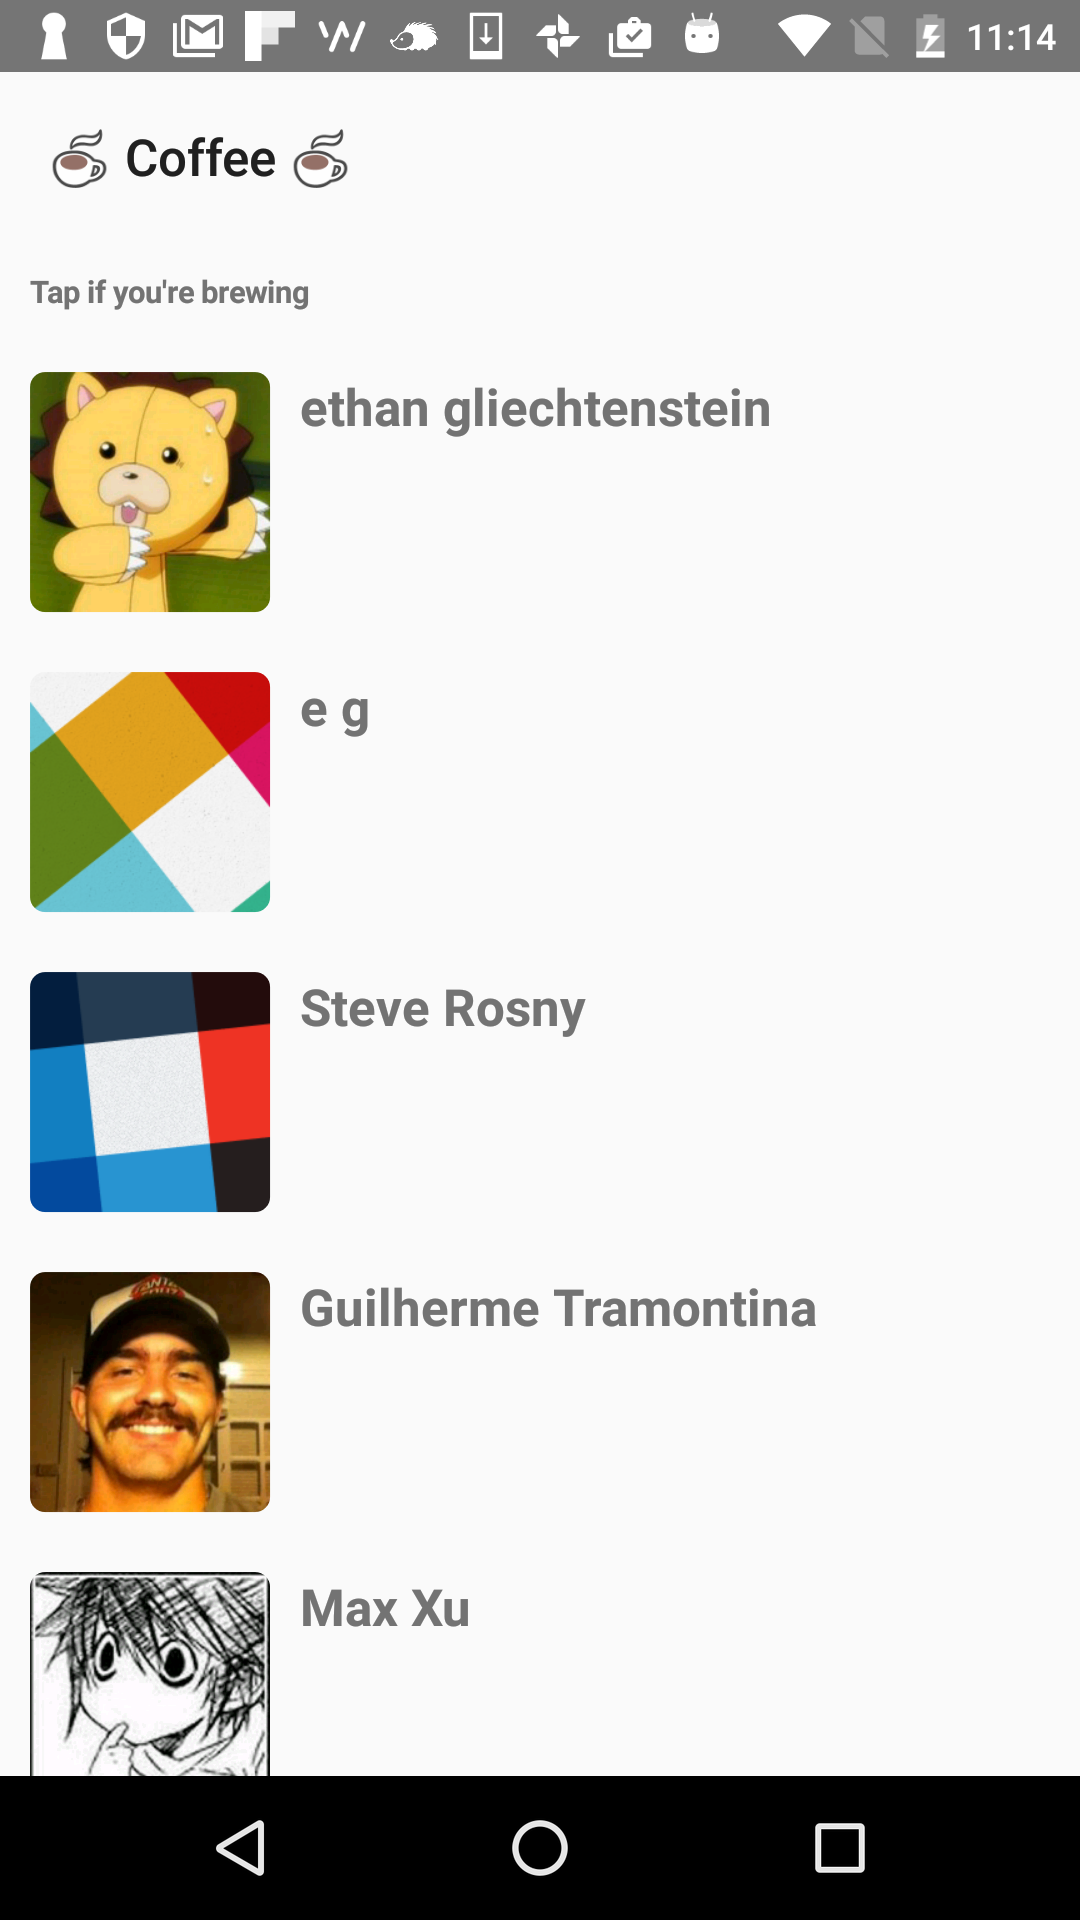 11:14
Coffee
Tap if you're brewing
ethan gliechtenstein
e g
Steve Rosny
Guilherme Tramontina
Max Xu